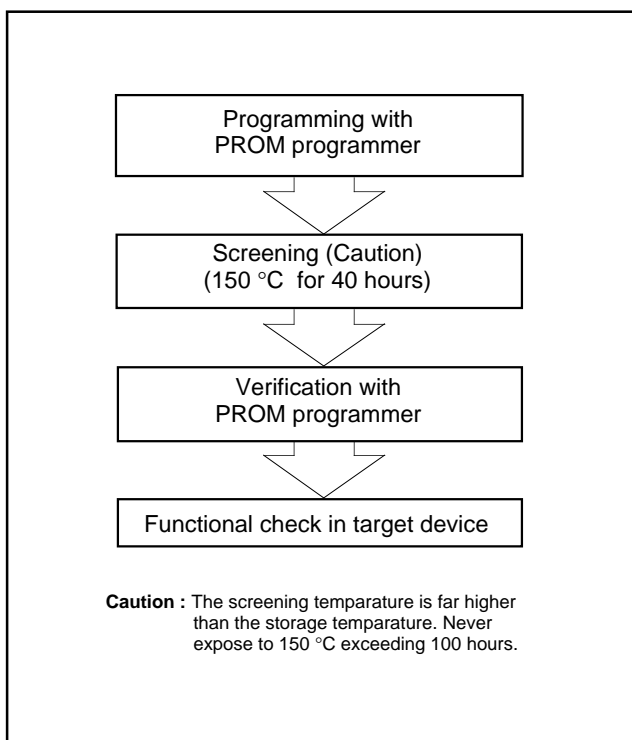 Programming with
PROM programmer
Screening (Caution)
(150 °C  for 40 hours)
Verification with
PROM programmer
Functional check in target device
Caution : The screening temparature is far higher
than the storage temparature. Never
expose to 150 °C exceeding 100 hours.